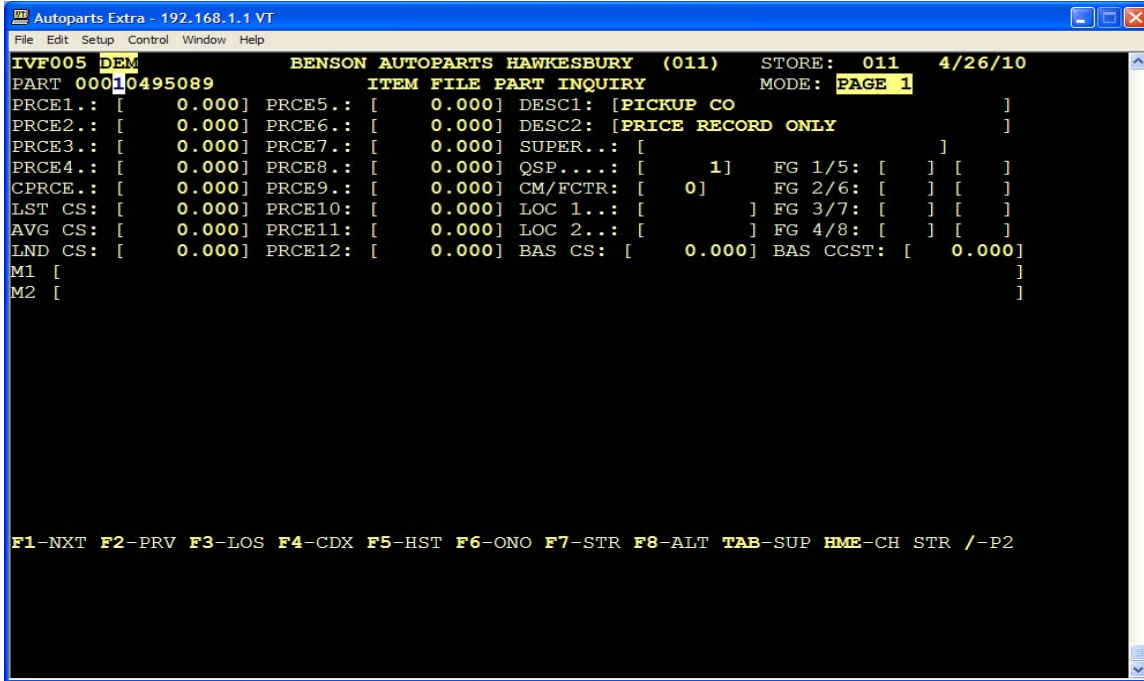 Autoparts Extra - 192.168.1.1 VT
File Edit Setup Control Window Help
IVF005 DEM BENSON AUTOPARTS HAWKESBURY (011) STORE: 011 4/26/10
PART 00010495089 ITEM FILE PART INQUIRY MODE: PAGE 1
PRCE1.: [ 0.000] PRCE5.: [ 0.000] DESC1: [PICKUP CO ]
PRCE2.: [ 0.000] PRCE6.: [ 0.000] DESC2: [PRICE RECORD ONLY ]
PRCE3.: [ 0.000] PRCE7.: [ 0.000] SUPER..: [ ]
PRCE4.: [ 0.000] PRCE8.: [ 0.000] QSP....: [ 1] FG 1/5: [ ] [ ]
CPRCE.: [ 0.000] PRCE9.: [ 0.000] CM/FCTR: [ 0] FG 2/6: [ ] [ ]
LST CS: [ 0.000] PRCE10: [ 0.000] LOC 1..: [ ] FG 3/7: [ ] [ ]
AVG CS: [ 0.000] PRCE11: [ 0.000] LOC 2..: [ ] FG 4/8: [ ] [ ]
LND CS: [ 0.000] PRCE12: [ 0.000] BAS CS: [ 0.000] BAS CCST: [ 0.000]
M1 [ ]
M2 [ ]
F1-NXT F2-PRV F3-LOS F4-CDX F5-HST F6-ONO F7-STR F8-ALT TAB-SUP HME-CH STR /-P2